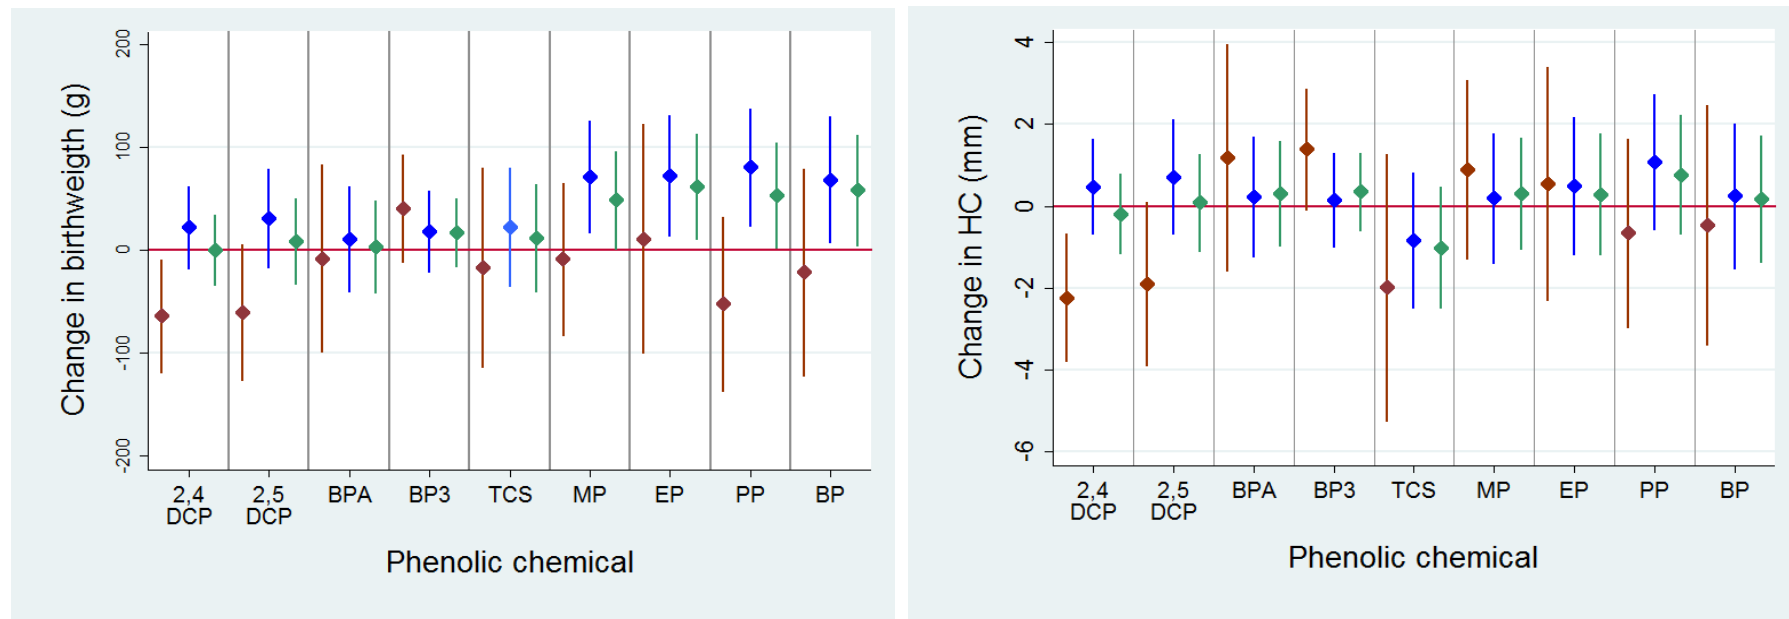 Change in birthweigth (g)
200
100
0
-100
-200
2,4 DCP
2,5 DCP
BPA
BP3
TCS
MP
EP
PP
BP
Phenolic chemical
Change in HC (mm)
4
2
0
-2
-4
-6
2,4 DCP
2,5 DCP
BPA
BP3
TCS
MP
EP
PP
BP
Phenolic chemical